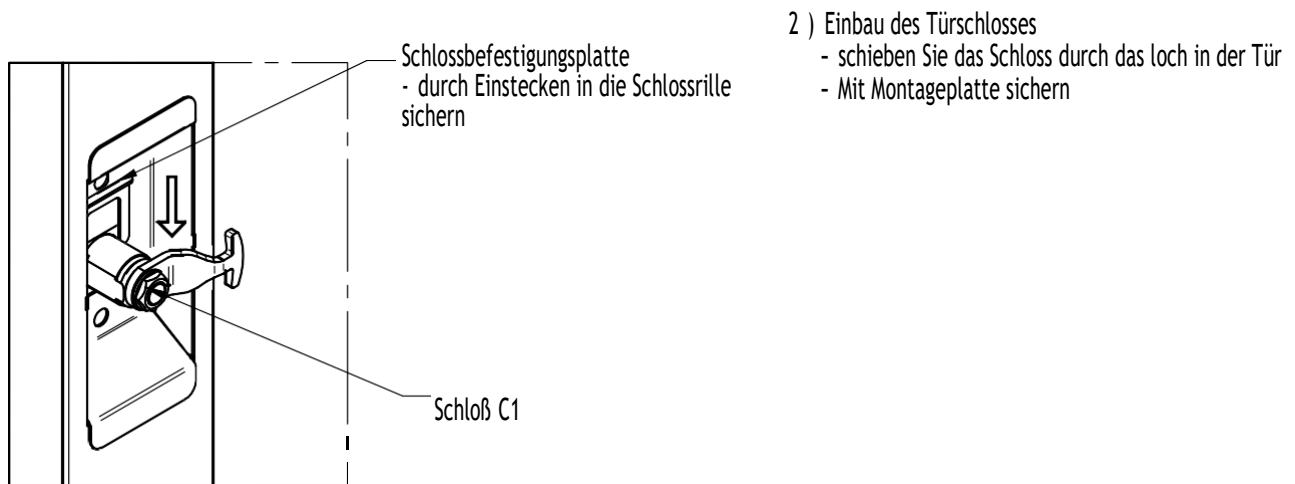 Schlossbefestigungsplatte
- durch Einstecken in die Schlossrille
sichern
Schloß C1
2 ) Einbau des Türschlosses
- schieben Sie das Schloss durch das loch in der Tür
- Mit Montageplatte sichern